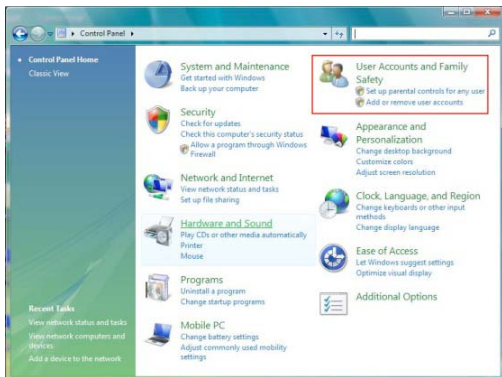 Control Panel
Control Panel Home
Classic View
System and Maintenance
Get started with Windows
Back up your computer
Security
Check for updates
Check this computer's security status
Allow a program through Windows
Firewall
Network and Internet
View network status and tasks
Set up file sharing
Hardware and Sound
Play CDs or other media automatically
Printer
Mouse
Programs
Uninstall a program
Change startup programs
Mobile PC
Change battery settings
Adjust commonly used mobility
settings
User Accounts and Family
Safety
Set up parental controls for any user
Add or remove user accounts
Appearance and
Personalization
Change desktop background
Customize colors
Adjust screen resolution
Clock, Language, and Region
Change keyboards or other input
methods
Change display language
Ease of Access
Let Windows suggest settings
Optimize visual display
Additional Options
Recent Tasks
View network status and tasks
View network computers and
devices
Add a device to the network